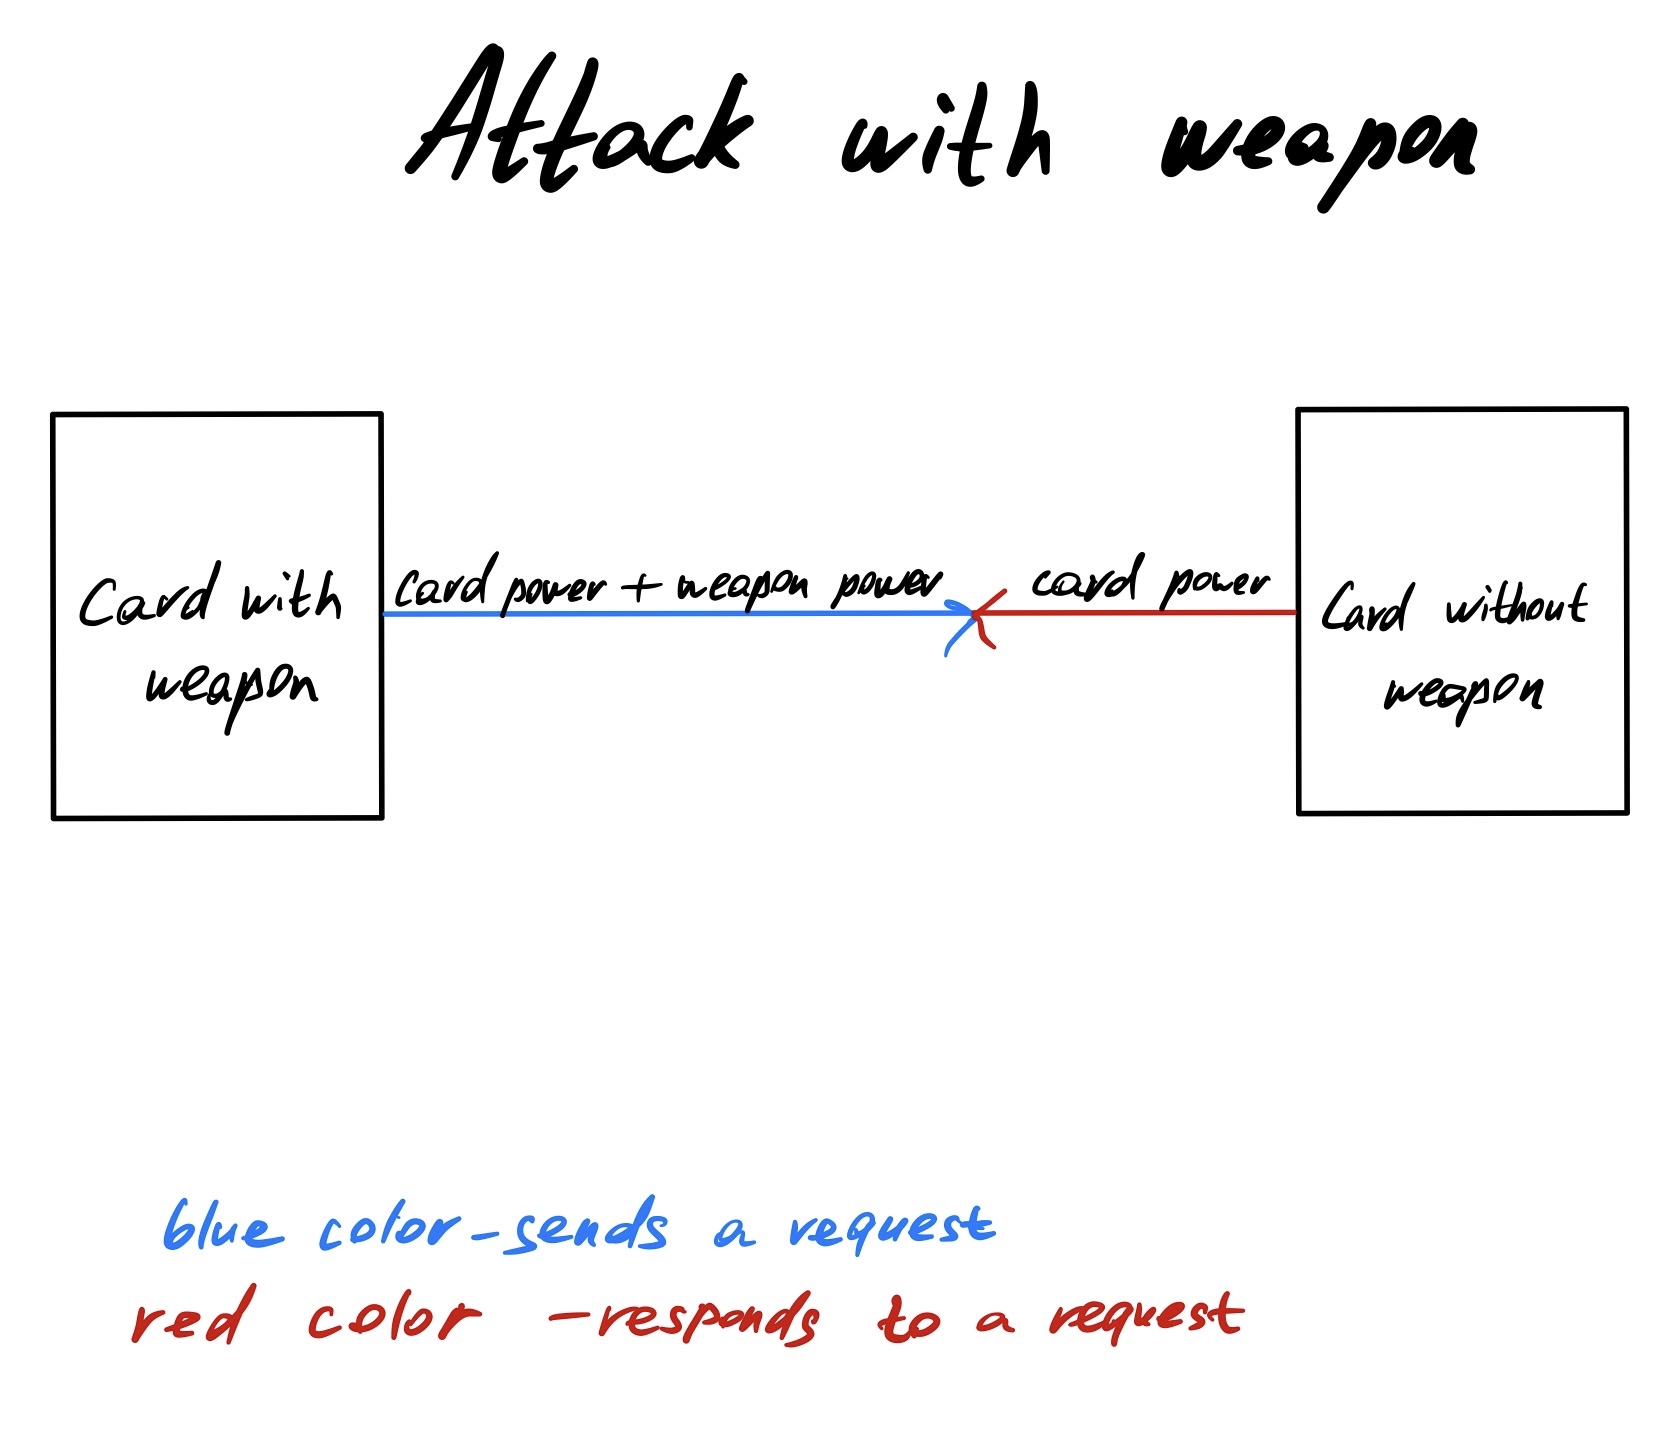 Attack with weapon
card power + weapon power
card power
Card with
weapon
Card without
weapon
blue color-sends a request
red color -responds to a request